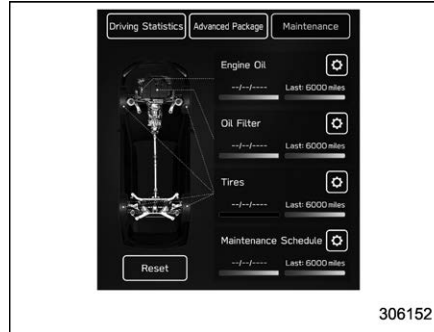 Driving Statistics Advanced Package Maintenance
Engine Oil
--/--/---- Last: 6000 miles
Oil Filter
--/--/---- Last: 6000 miles
Tires
--/--/---- Last: 6000 miles
Maintenance Schedule
--/--/---- Last: 6000 miles
Reset
306152